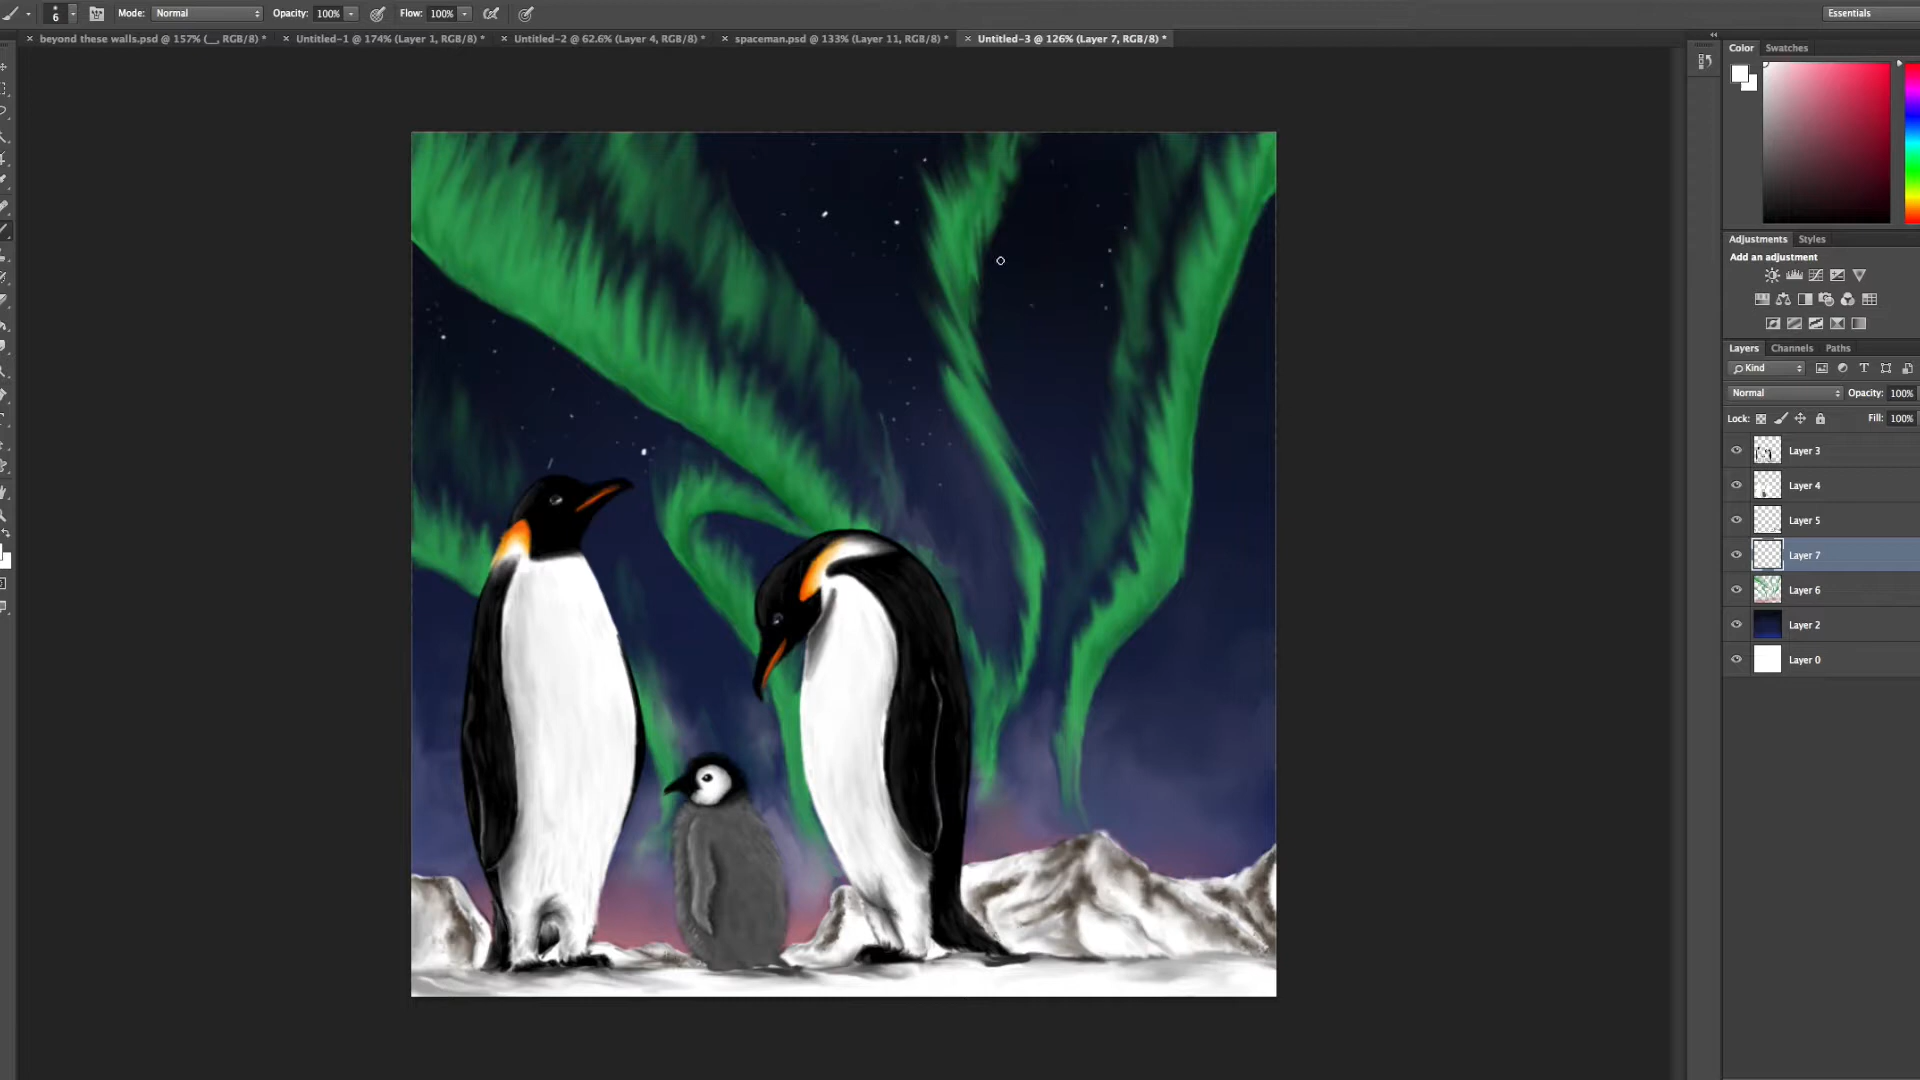 6 Mode: Normal Opacity: 100% Flow: 100% Essentials
× beyond these walls.psd @ 157% (__, RGB/8) * × Untitled-1 @ 174% (Layer 1, RGB/8) * × Untitled-2 @ 62.6% (Layer 4, RGB/8) * × spaceman.psd @ 133% (Layer 11, RGB/8) * × Untitled-3 @ 126% (Layer 7, RGB/8) *
Color Swatches
Adjustments Styles
Add an adjustment
Layers Channels Paths
Kind
Normal Opacity: 100%
Lock: Fill: 100%
Layer 3
Layer 4
Layer 5
Layer 7
Layer 6
Layer 2
Layer 0